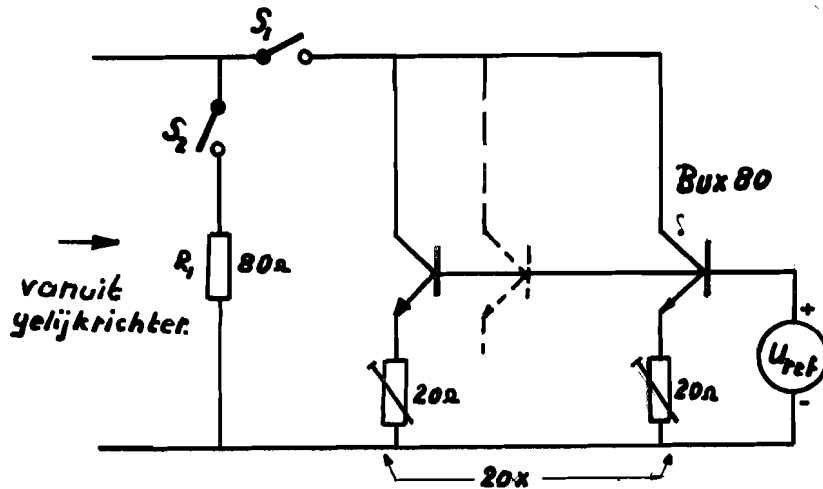 S₁
S₂
Bux 80
R₁ 80Ω
vanuit
gelijkrichter.
20Ω
20Ω
+
Uref
-
20x